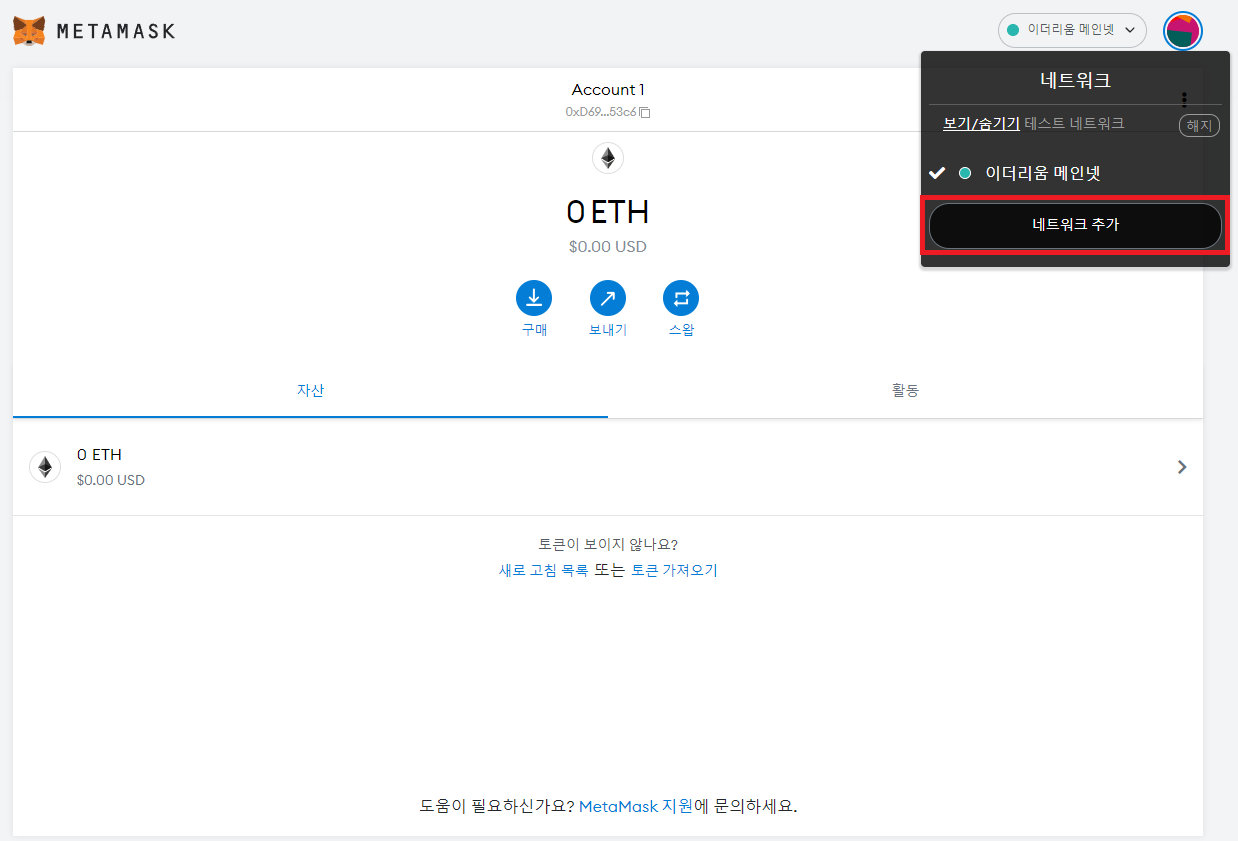 METAMASK
이더리움 메인넷
네트워크
보기/숨기기 테스트 네트워크
해지
이더리움 메인넷
네트워크 추가
Account 1
0xD69...53c6
0 ETH
$0.00 USD
구매
보내기
스왑
자산
활동
0 ETH
$0.00 USD
토큰이 보이지 않나요?
새로 고침 목록 또는 토큰 가져오기
도움이 필요하신가요? MetaMask 지원에 문의하세요.